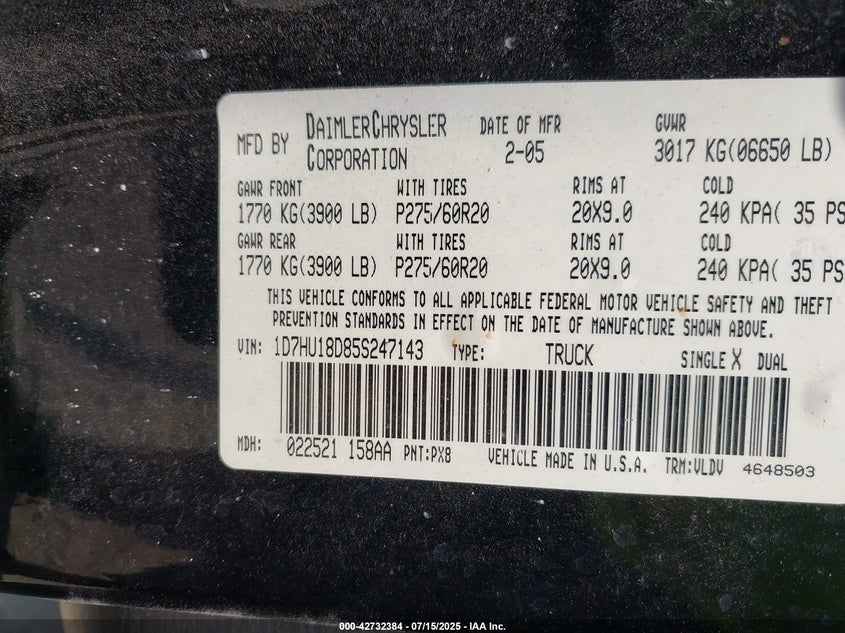 MFD BY DAIMLERCHRYSLER CORPORATION DATE OF MFR 2-05 GVWR 3017 KG(06650 LB)
GAWR FRONT WITH TIRES RIMS AT COLD
1770 KG(3900 LB) P275/60R20 20X9.0 240 KPA( 35 PS
GAWR REAR WITH TIRES RIMS AT COLD
1770 KG(3900 LB) P275/60R20 20X9.0 240 KPA( 35 PS
THIS VEHICLE CONFORMS TO ALL APPLICABLE FEDERAL MOTOR VEHICLE SAFETY AND THEFT
PREVENTION STANDARDS IN EFFECT ON THE DATE OF MANUFACTURE SHOWN ABOVE.
VIN: 1D7HU18D85S247143 TYPE: TRUCK SINGLE X DUAL
MDH: 022521 158AA PNT:PX8 VEHICLE MADE IN U.S.A. TRM:VLDV 4648503
000-42732384 - 07/15/2025 - IAA Inc.